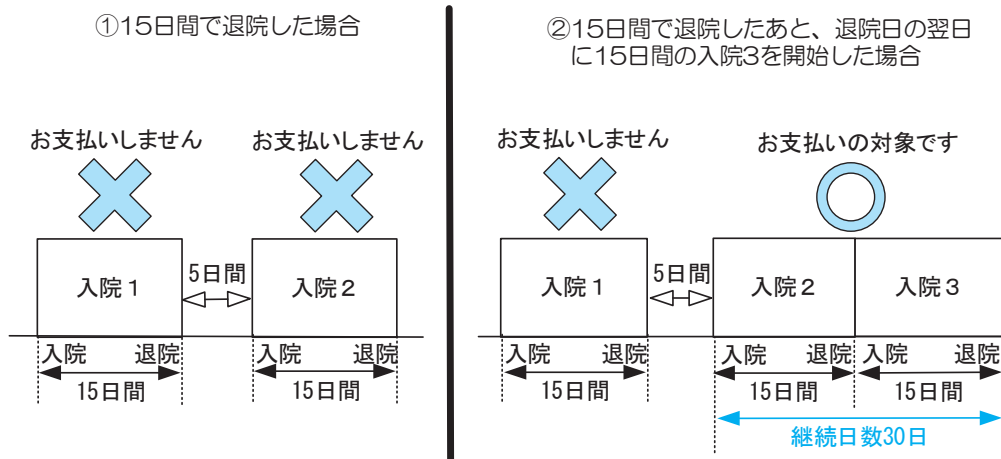 ①15日間で退院した場合
お支払いしません
お支払いしません
入院1
5日間
入院2
入院
退院
入院
退院
15日間
15日間
②15日間で退院したあと、退院日の翌日
に15日間の入院3を開始した場合
お支払いしません
お支払いの対象です
入院1
5日間
入院2
入院3
入院
退院
入院
退院
入院
退院
15日間
15日間
15日間
継続日数30日